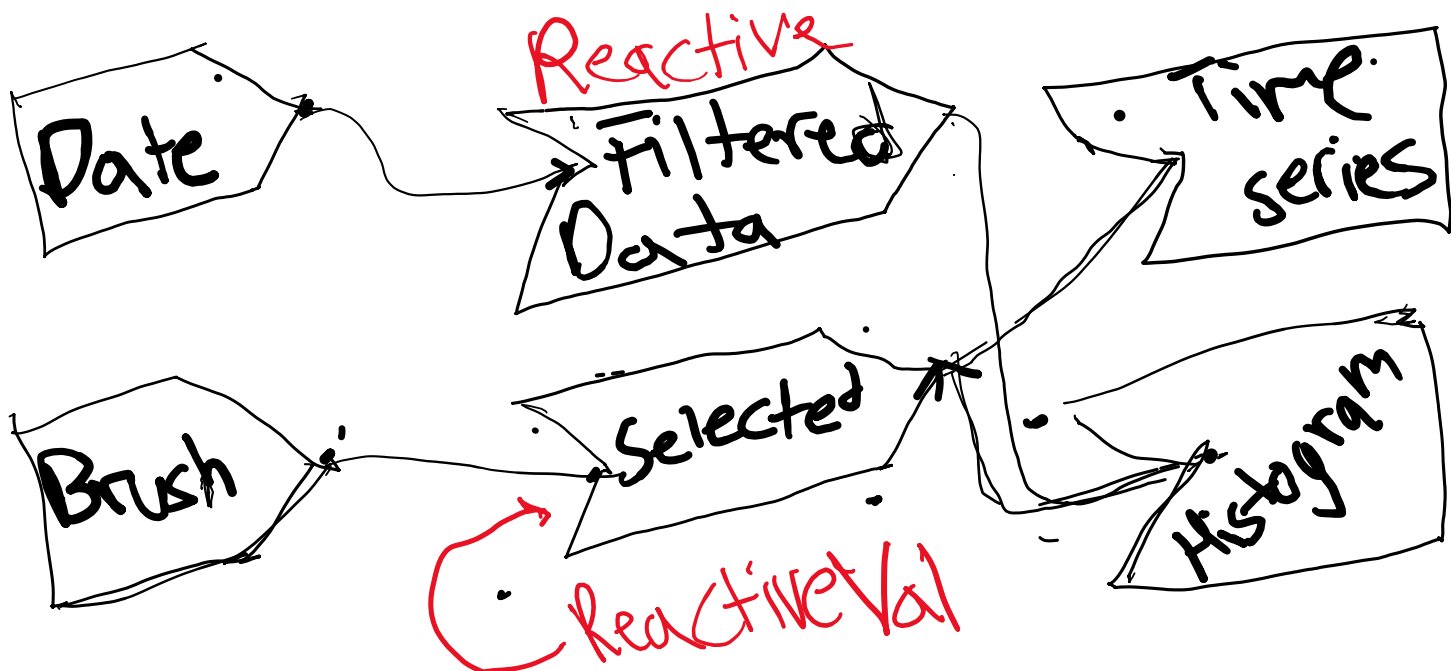 Reactive
Date
Filtered
Data
Time
series
Brush
Selected
Histogram
ReactiveVal